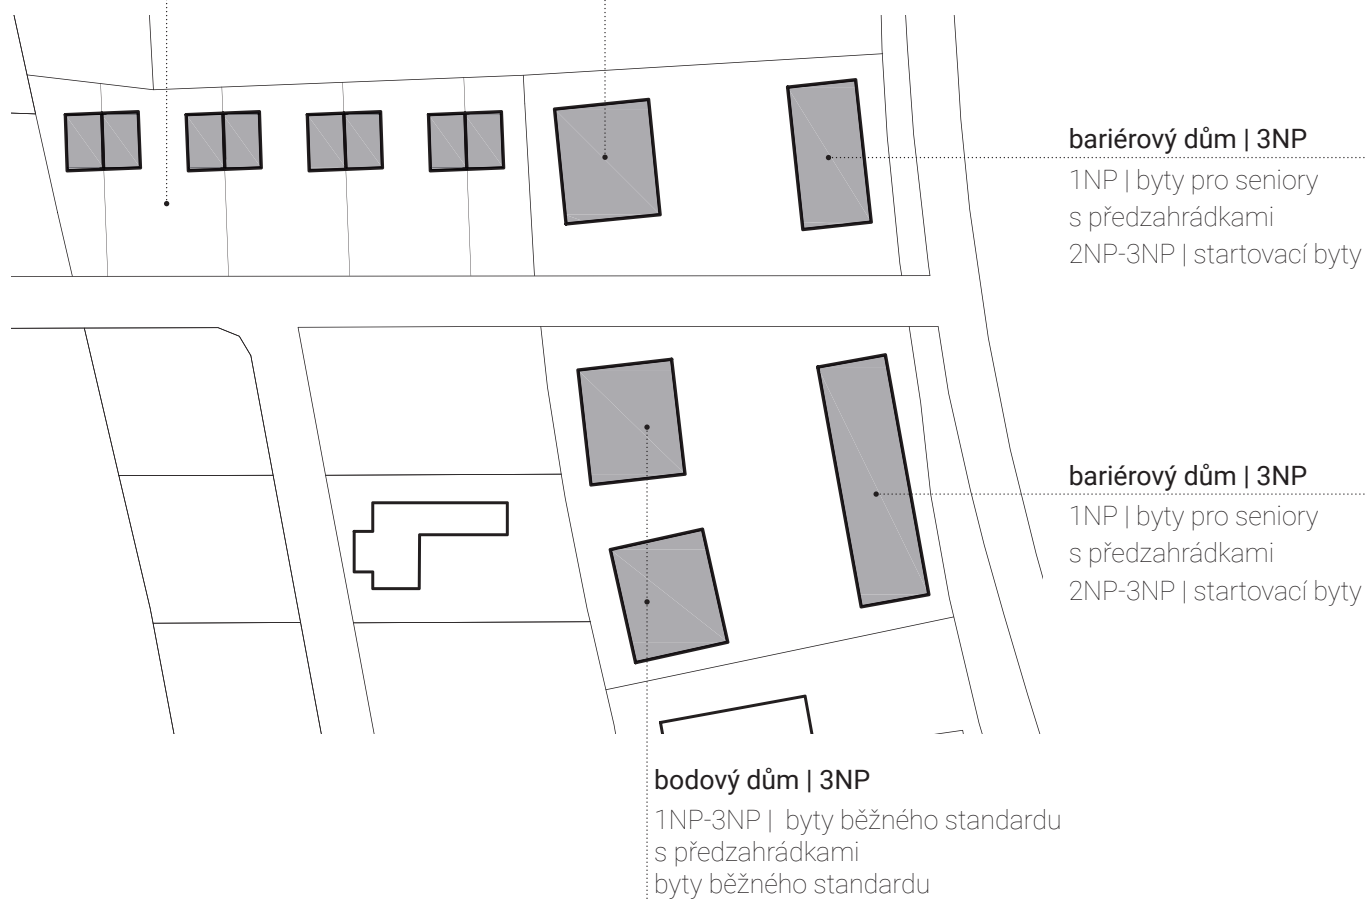 bariérový dům | 3NP
1NP | byty pro seniory
s předzahrádkami
2NP-3NP | startovací byty
bariérový dům | 3NP
1NP | byty pro seniory
s předzahrádkami
2NP-3NP | startovací byty
bodový dům | 3NP
1NP-3NP | byty běžného standardu
s předzahrádkami
byty běžného standardu